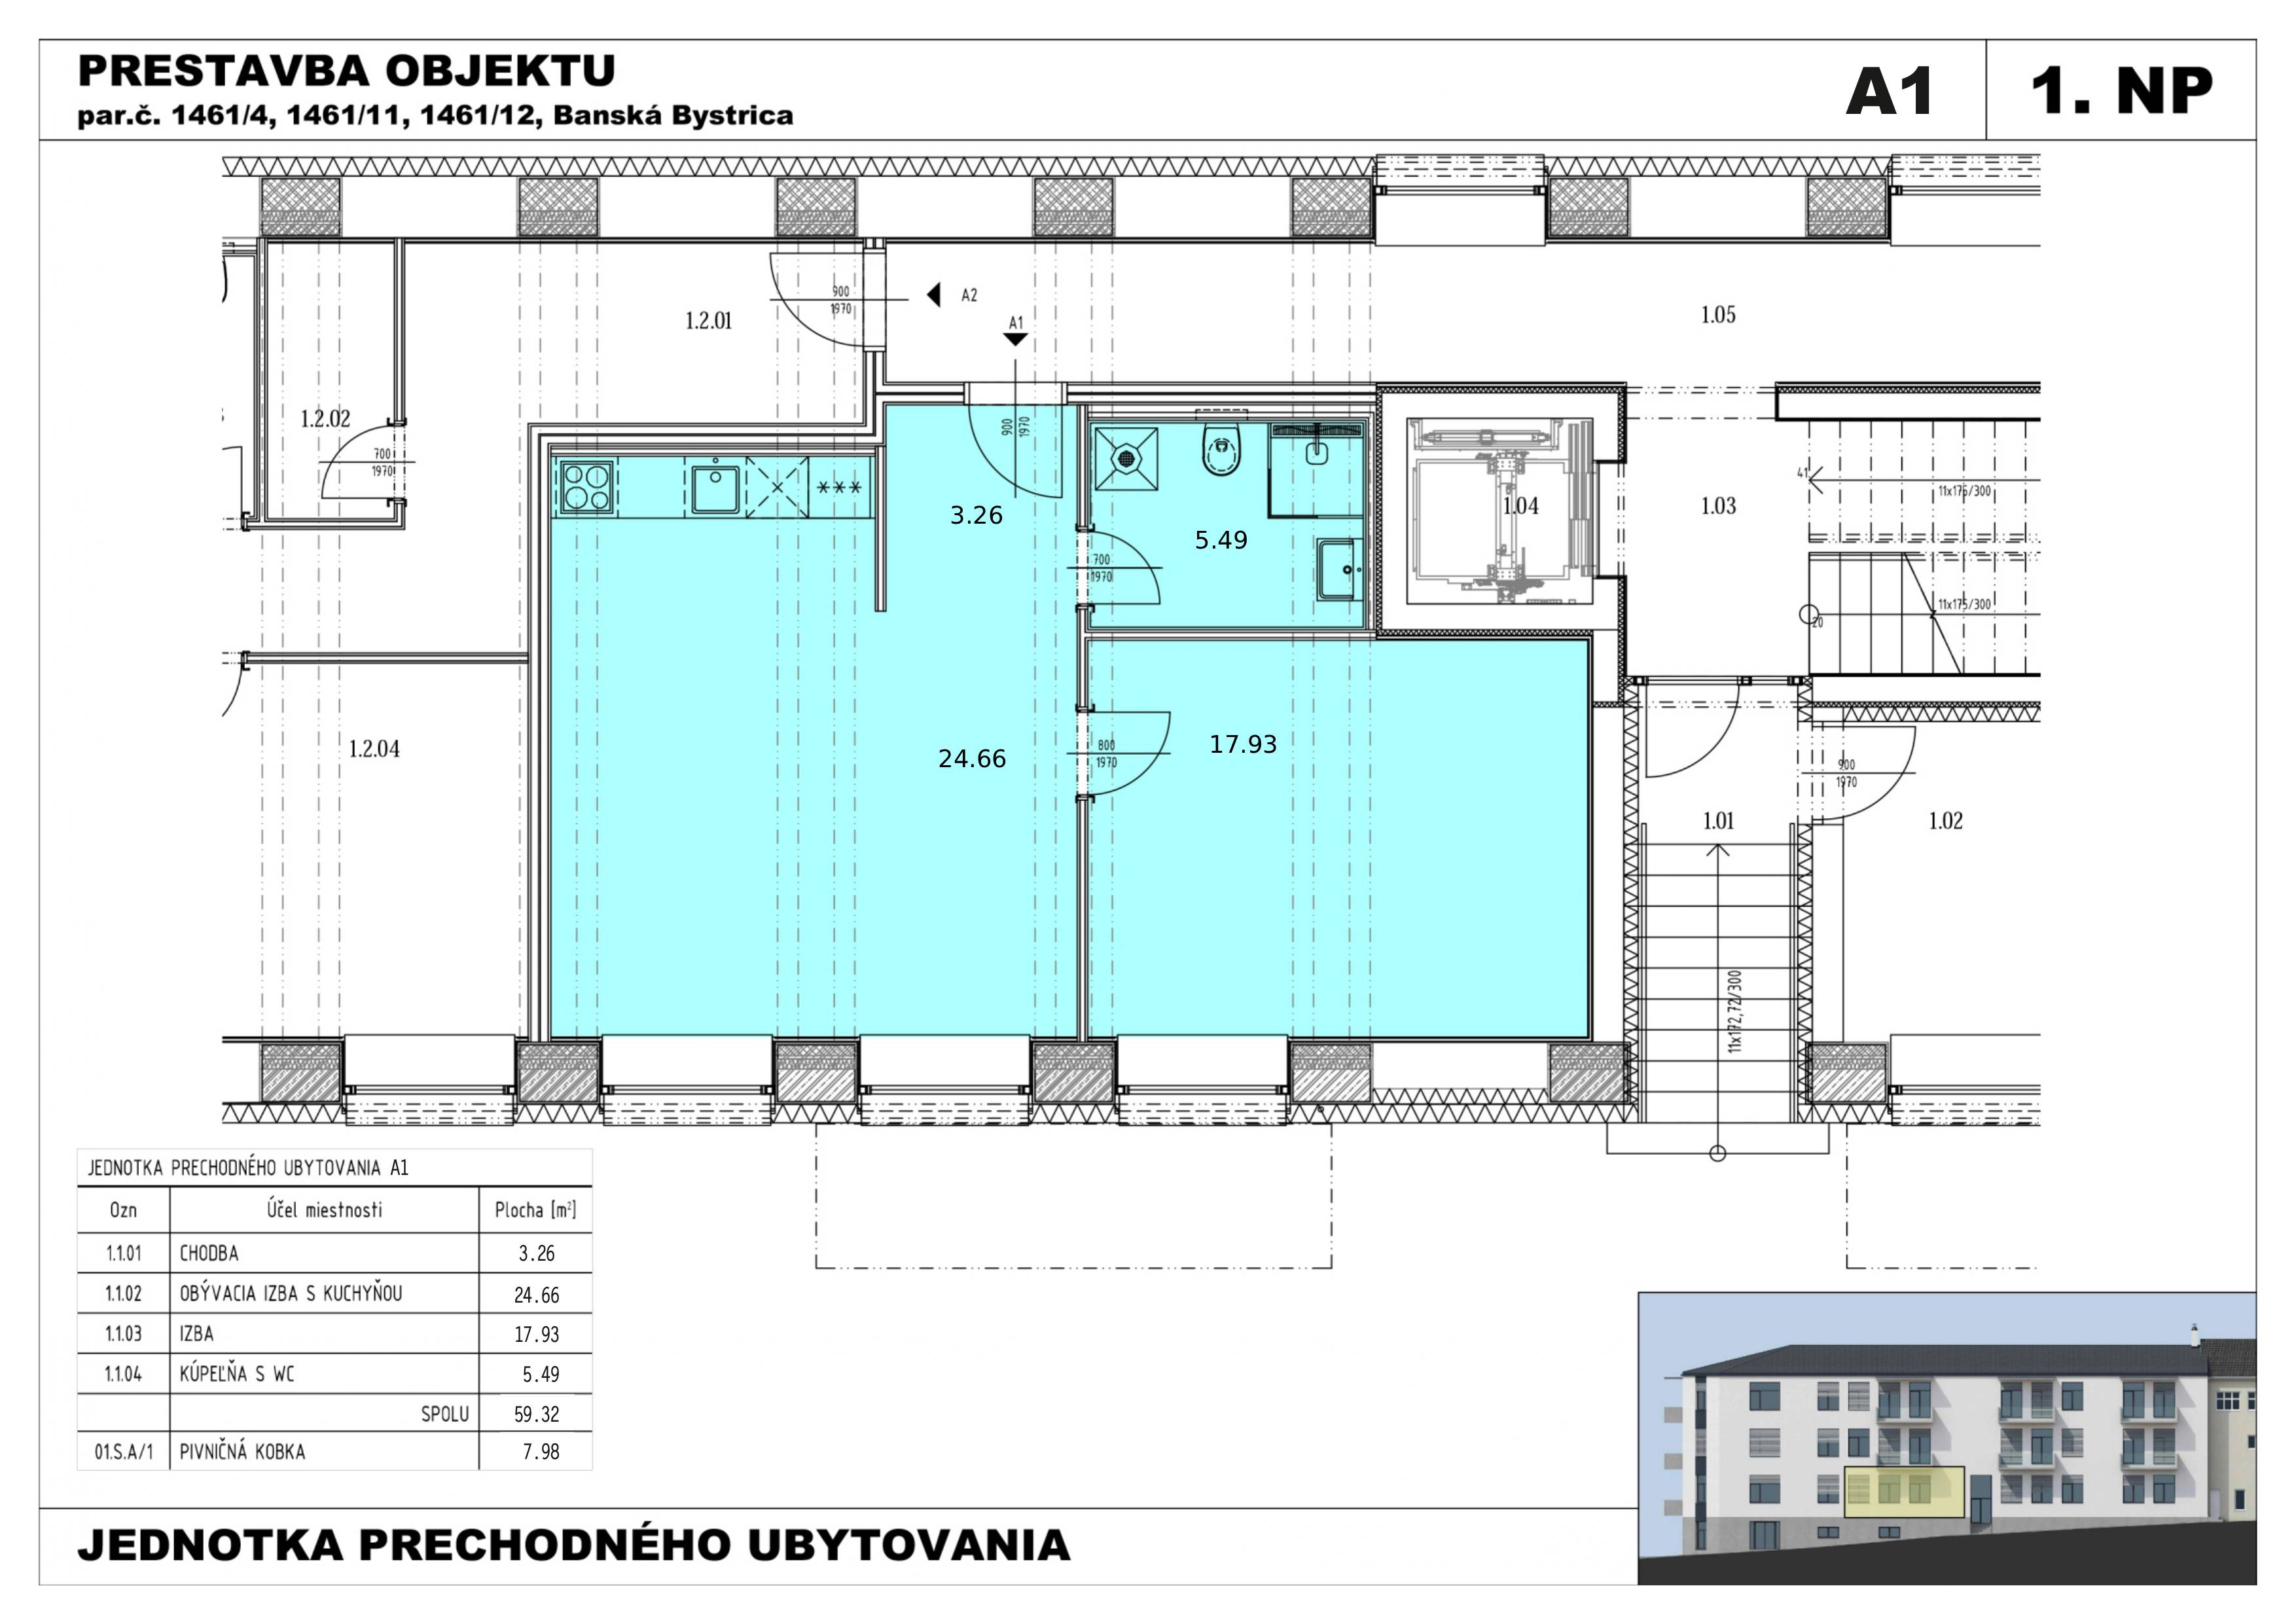 PRESTAVBA OBJEKTU
par.č. 1461/4, 1461/11, 1461/12, Banská Bystrica
A1
1. NP
900
1970
A2
A1
1.2.01
1.05
1.2.02
700
1970
900
1970
3.26
5.49
1.04
1.03
41
11x175/300
700
1970
11x175/300
20
1.2.04
24.66
800
1970
17.93
900
1970
1.01
1.02
11x172,72/300
JEDNOTKA PRECHODNÉHO UBYTOVANIA A1
Ozn Účel miestnosti Plocha [m²]
1.1.01 CHODBA 3.26
1.1.02 OBÝVACIA IZBA S KUCHYŇOU 24.66
1.1.03 IZBA 17.93
1.1.04 KÚPEĽŇA S WC 5.49
SPOLU 59.32
01.S.A/1 PIVNIČNÁ KOBKA 7.98
JEDNOTKA PRECHODNÉHO UBYTOVANIA